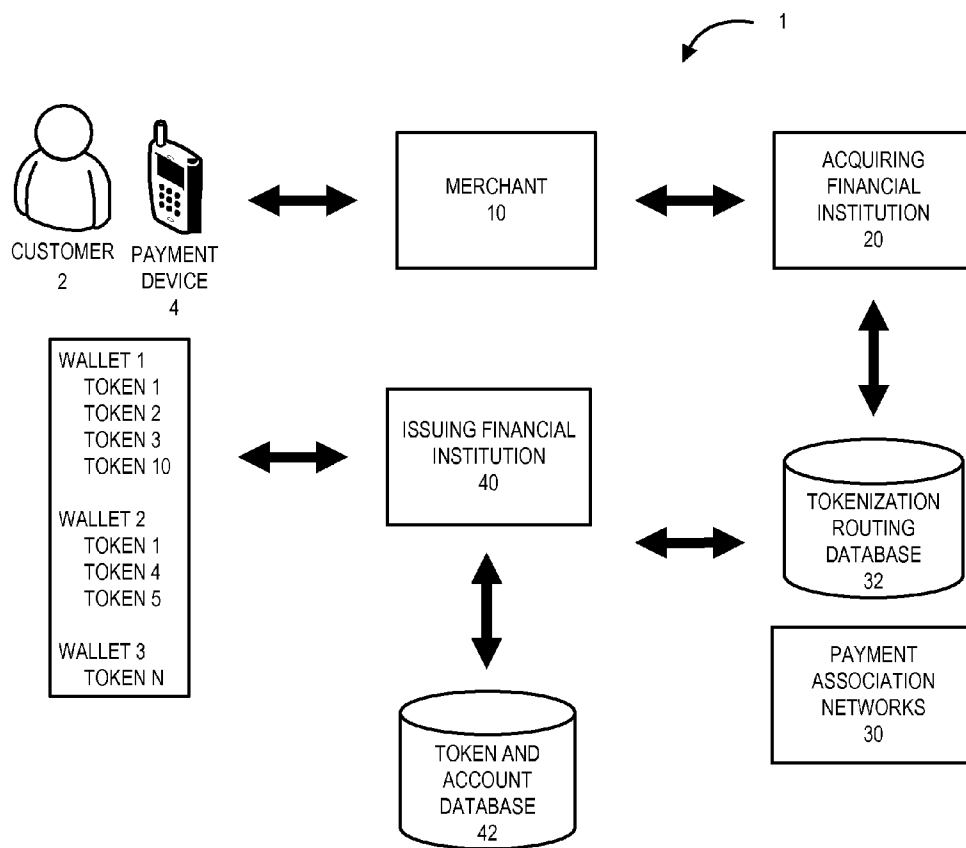 1
CUSTOMER
2
PAYMENT
DEVICE
4
MERCHANT
10
ACQUIRING
FINANCIAL
INSTITUTION
20
WALLET 1
TOKEN 1
TOKEN 2
TOKEN 3
TOKEN 10
WALLET 2
TOKEN 1
TOKEN 4
TOKEN 5
WALLET 3
TOKEN N
ISSUING FINANCIAL
INSTITUTION
40
TOKENIZATION
ROUTING
DATABASE
32
PAYMENT
ASSOCIATION
NETWORKS
30
TOKEN AND
ACCOUNT
DATABASE
42